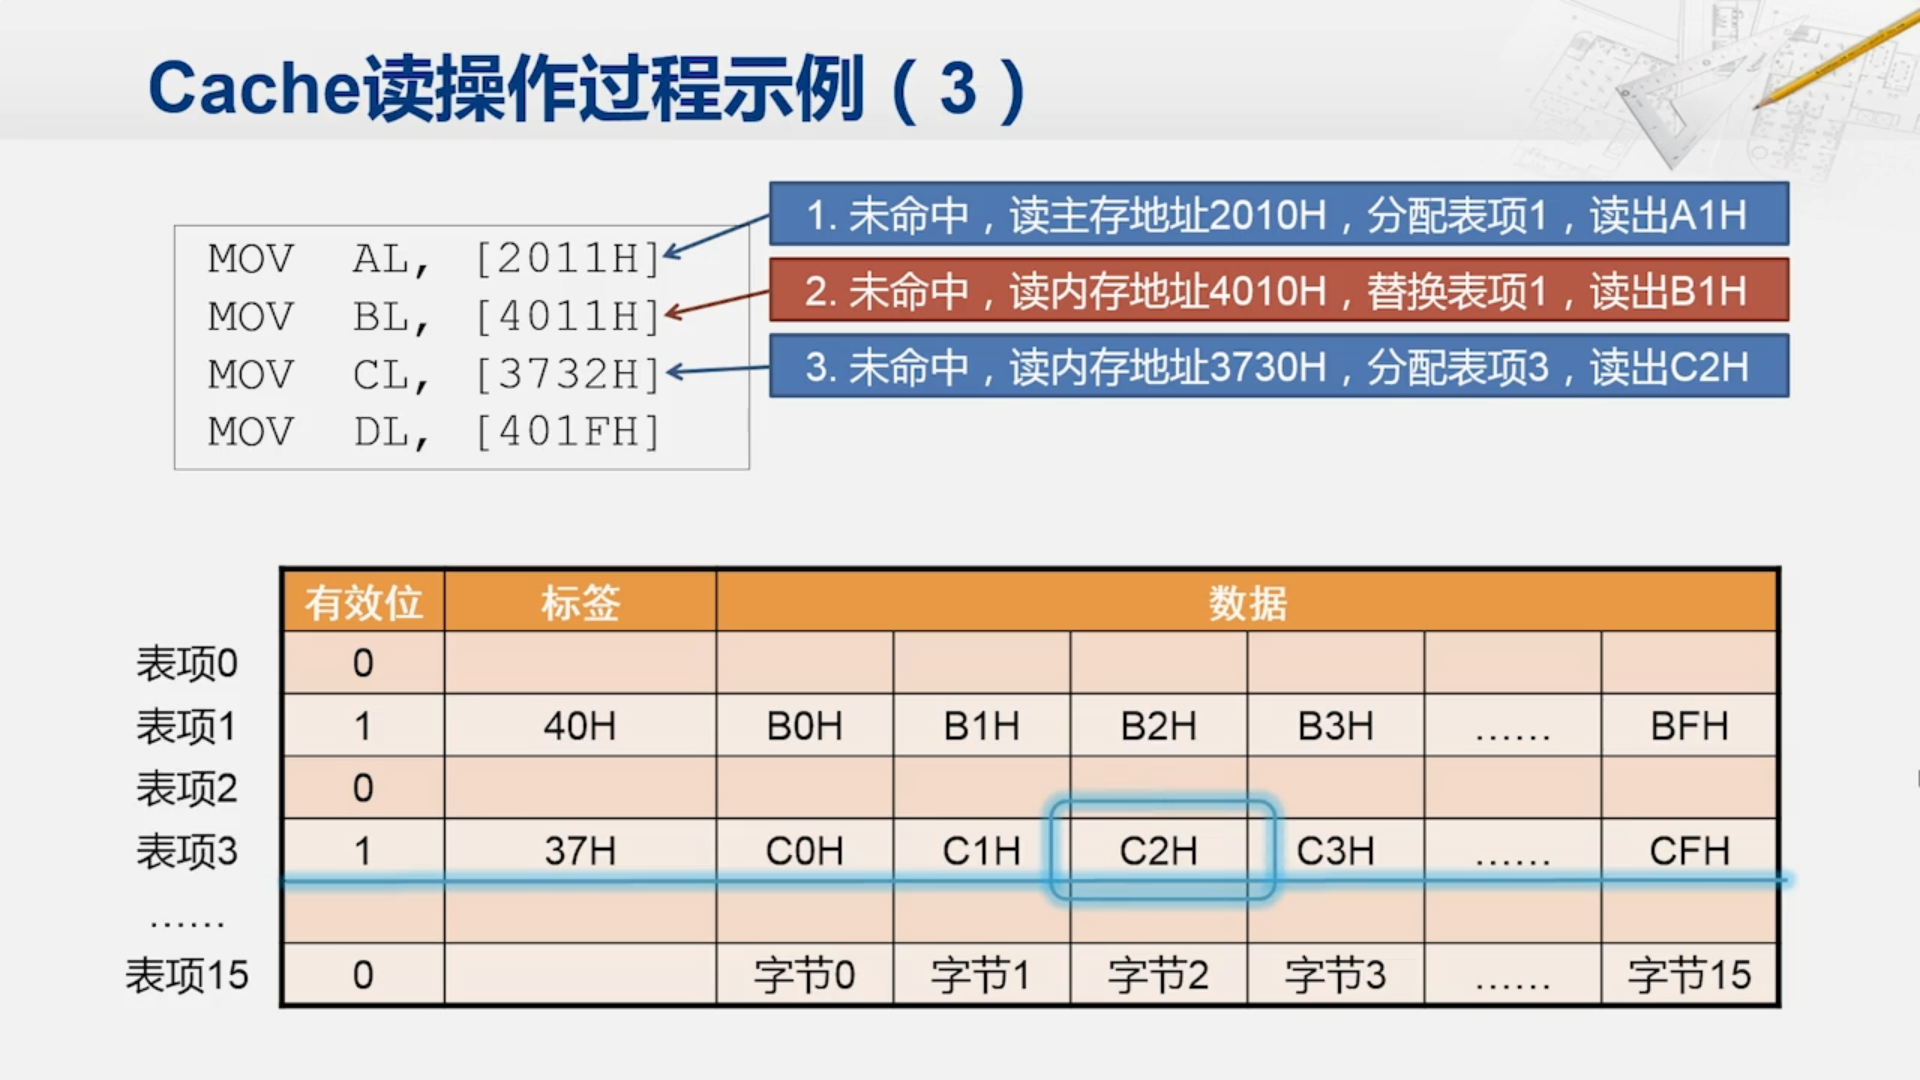 Cache读操作过程示例（3）
MOV AL, [2011H]
MOV BL, [4011H]
MOV CL, [3732H]
MOV DL, [401FH]
1. 未命中，读主存地址2010H，分配表项1，读出A1H
2. 未命中，读内存地址4010H，替换表项1，读出B1H
3. 未命中，读内存地址3730H，分配表项3，读出C2H
有效位 标签 数据
表项0 0
表项1 1 40H B0H B1H B2H B3H …… BFH
表项2 0
表项3 1 37H C0H C1H C2H C3H …… CFH
……
表项15 0 字节0 字节1 字节2 字节3 …… 字节15